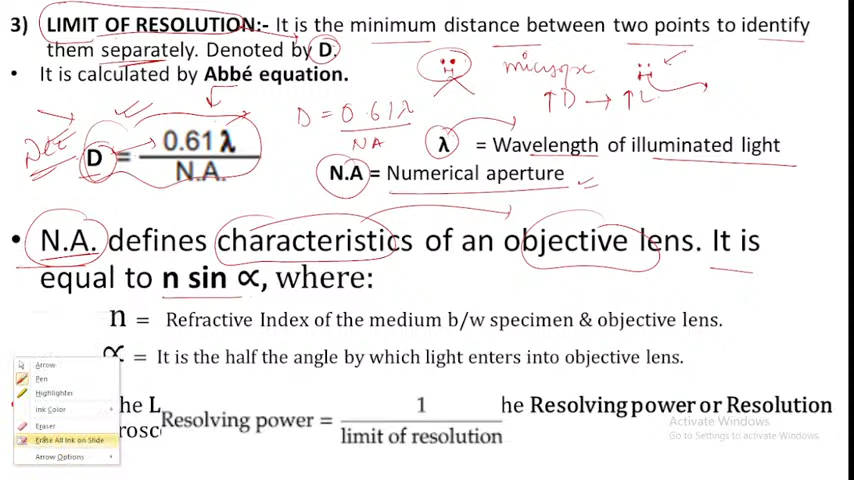 3) LIMIT OF RESOLUTION:- It is the minimum distance between two points to identify
them separately. Denoted by D.
• It is calculated by Abbé equation.
D = 0.61 λ
N.A.
D = 0.61λ
NA
↑D → ↑L
λ = Wavelength of illuminated light
N.A = Numerical aperture
• N.A. defines characteristics of an objective lens. It is
equal to n sin ∝, where:
n = Refractive Index of the medium b/w specimen & objective lens.
∝ = It is the half the angle by which light enters into objective lens.
he L
he Resolving power or Resolution
Resolving power = 1
limit of resolution
Arrow
Pen
Highlighter
Ink Color
Eraser
Erase All Ink on Slide
Arrow Options
Activate Windows
Go to Settings to activate Windows.